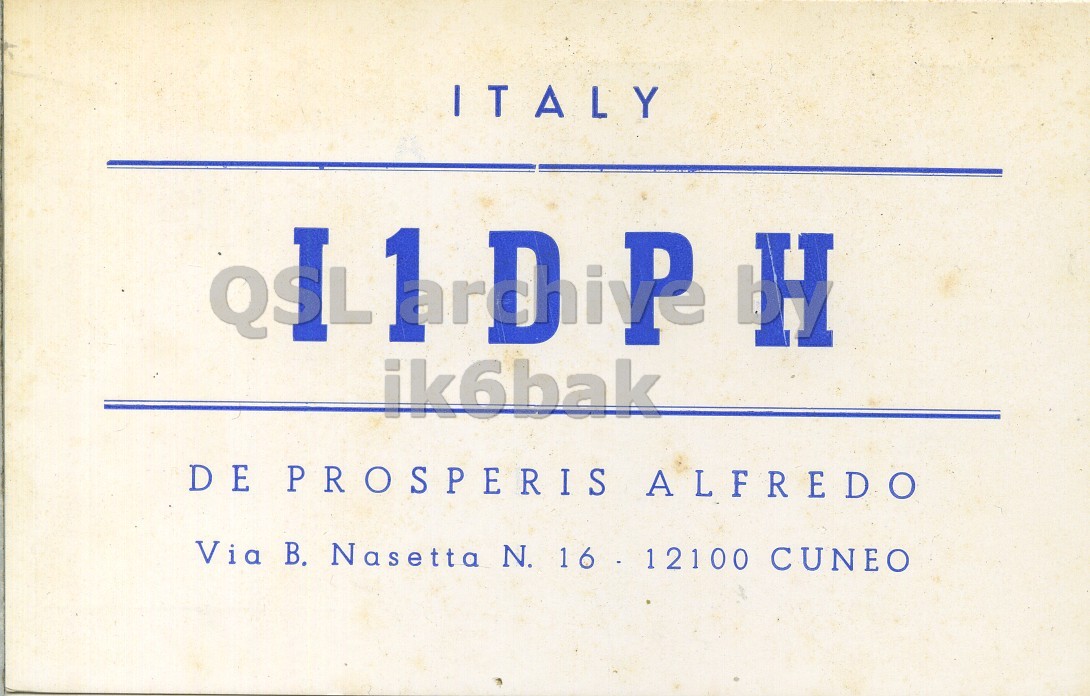 ITALY
I1DPH
QSL archive by
ik6bak
DE PROSPERIS ALFREDO
Via B. Nasetta N. 16 - 12100 CUNEO